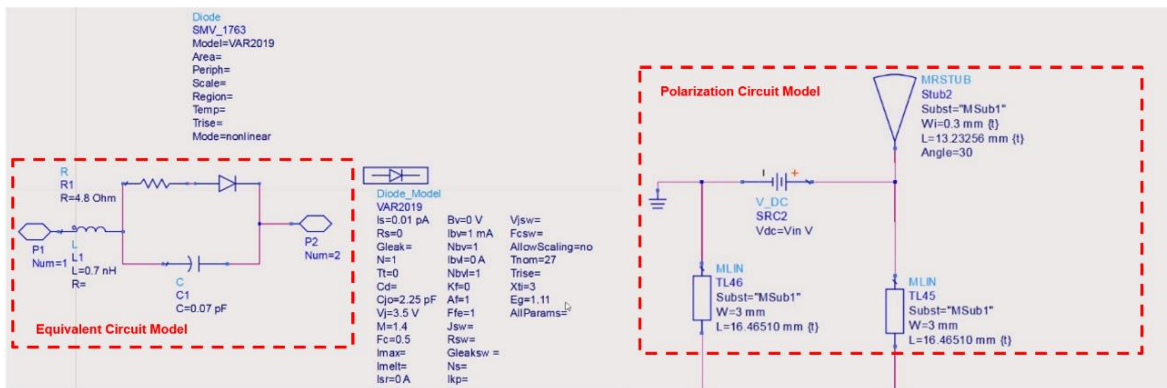 Diode
SMV_1763
Model=VAR2019
Area=
Periph=
Scale=
Region=
Temp=
Trise=
Mode=nonlinear
R
R1
R=4.8 Ohm
P1
Num=1
L
L1
L=0.7 nH
R=
C
C1
C=0.07 pF
P2
Num=2
Equivalent Circuit Model
Diode_Model
VAR2019
Is=0.01 pA
Rs=0
Gleak=
N=1
Tt=0
Cd=
Cjo=2.25 pF
Vj=3.5 V
M=1.4
Fc=0.5
Imax=
Imelt=
Isr=0 A
Bv=0 V
Ibv=1 mA
Nbv=1
Ibvl=0 A
Nbvl=1
Kf=0
Af=1
Ffe=1
Jsw=
Rsw=
Gleaksw =
Ns=
Ikp=
Vjsw=
Fcsw=
AllowScaling=no
Tnom=27
Trise=
Xti=3
Eg=1.11
AllParams=
Polarization Circuit Model
MRSTUB
Stub2
Subst="MSub1"
Wi=0.3 mm {t}
L=13.23256 mm {t}
Angle=30
V_DC
SRC2
Vdc=Vin V
MLIN
TL46
Subst="MSub1"
W=3 mm
L=16.46510 mm {t}
MLIN
TL45
Subst="MSub1"
W=3 mm
L=16.46510 mm {t}